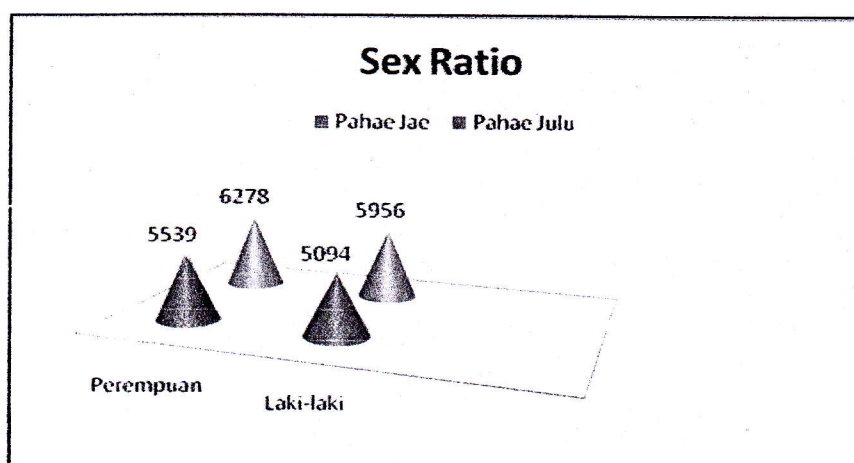 Sex Ratio
Pahae Jae Pahae Julu
6278 5956
5539 5094
Perempuan
Laki-laki